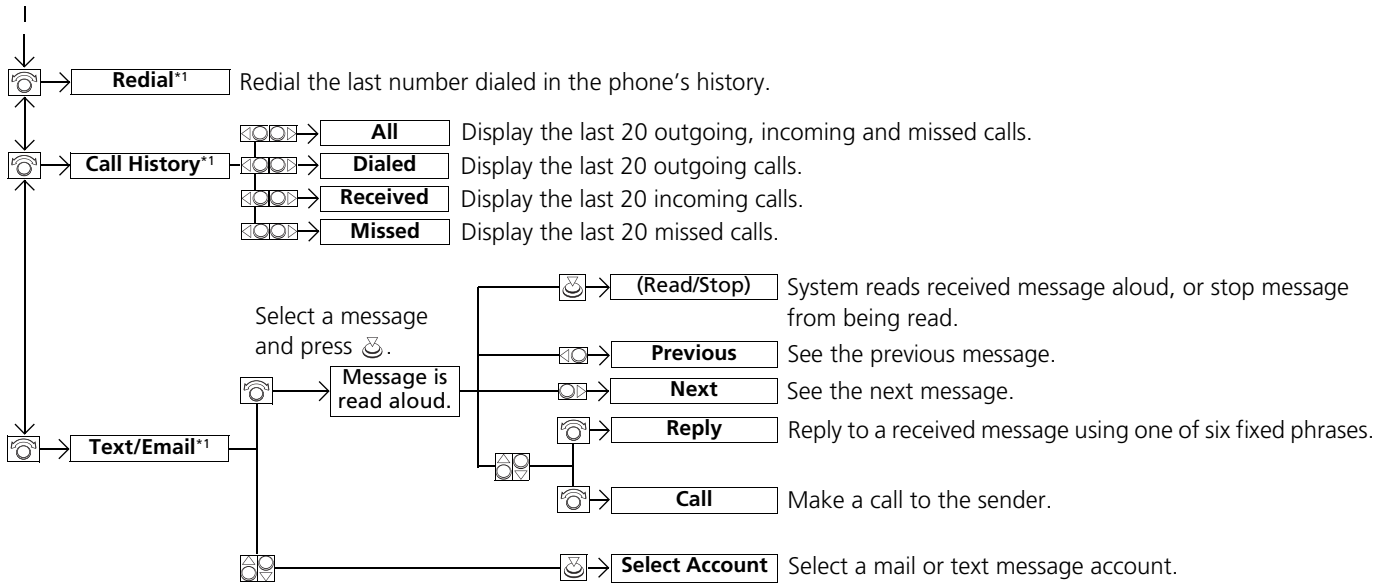 Redial*1 Redial the last number dialed in the phone's history.
All Display the last 20 outgoing, incoming and missed calls.
Call History*1 Dialed Display the last 20 outgoing calls.
Received Display the last 20 incoming calls.
Missed Display the last 20 missed calls.
(Read/Stop) System reads received message aloud, or stop message
from being read.
Select a message
and press .
Previous See the previous message.
Message is
read aloud.
Next See the next message.
Reply Reply to a received message using one of six fixed phrases.
Text/Email*1
Call Make a call to the sender.
Select Account Select a mail or text message account.